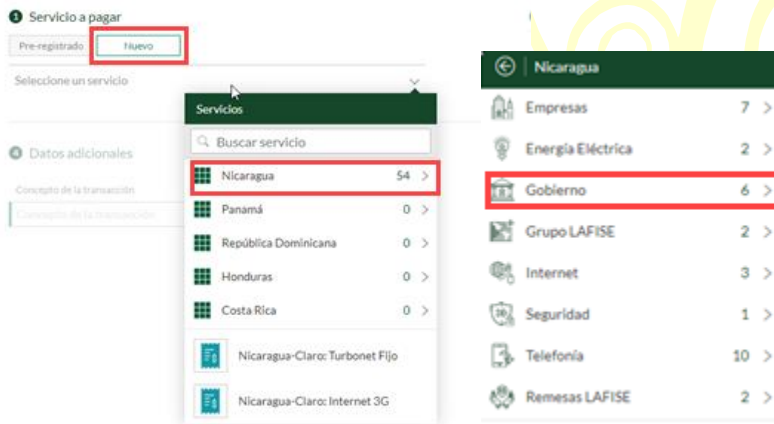 1 Servicio a pagar
Pre-registrado Nuevo
Seleccione un servicio
4 Datos adicionales
Concepto de la transacción
Concepto de la transacción
Servicios
Buscar servicio
Nicaragua 54 >
Panamá 0 >
República Dominicana 0 >
Honduras 0 >
Costa Rica 0 >
Nicaragua-Claro: Turbonet Fijo
Nicaragua-Claro: Internet 3G
Nicaragua
Empresas 7 >
Energía Eléctrica 2 >
Gobierno 6 >
Grupo LAFISE 2 >
Internet 3 >
Seguridad 1 >
Telefonía 10 >
Remesas LAFISE 2 >